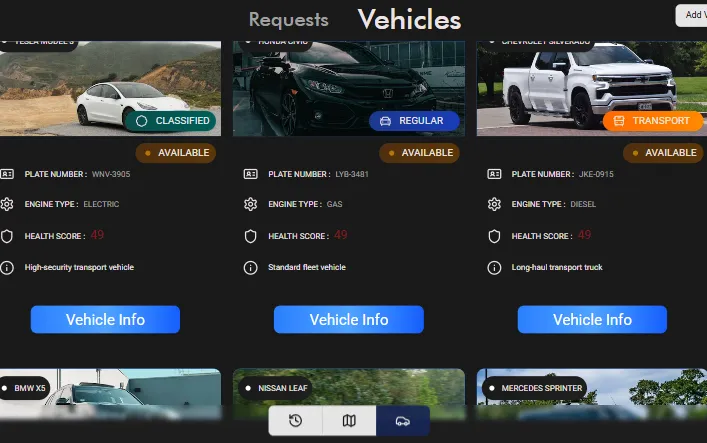 Requests Vehicles
Add V
TESLA MODEL S
HONDA CIVIC
CHEVROLET SILVERADO
CLASSIFIED
REGULAR
TRANSPORT
AVAILABLE
AVAILABLE
AVAILABLE
PLATE NUMBER : WNV-3905
PLATE NUMBER : LYB-3481
PLATE NUMBER : JKE-0915
ENGINE TYPE : ELECTRIC
ENGINE TYPE : GAS
ENGINE TYPE : DIESEL
HEALTH SCORE : 49
HEALTH SCORE : 49
HEALTH SCORE : 49
High-security transport vehicle
Standard fleet vehicle
Long-haul transport truck
Vehicle Info
Vehicle Info
Vehicle Info
BMW X5
NISSAN LEAF
MERCEDES SPRINTER